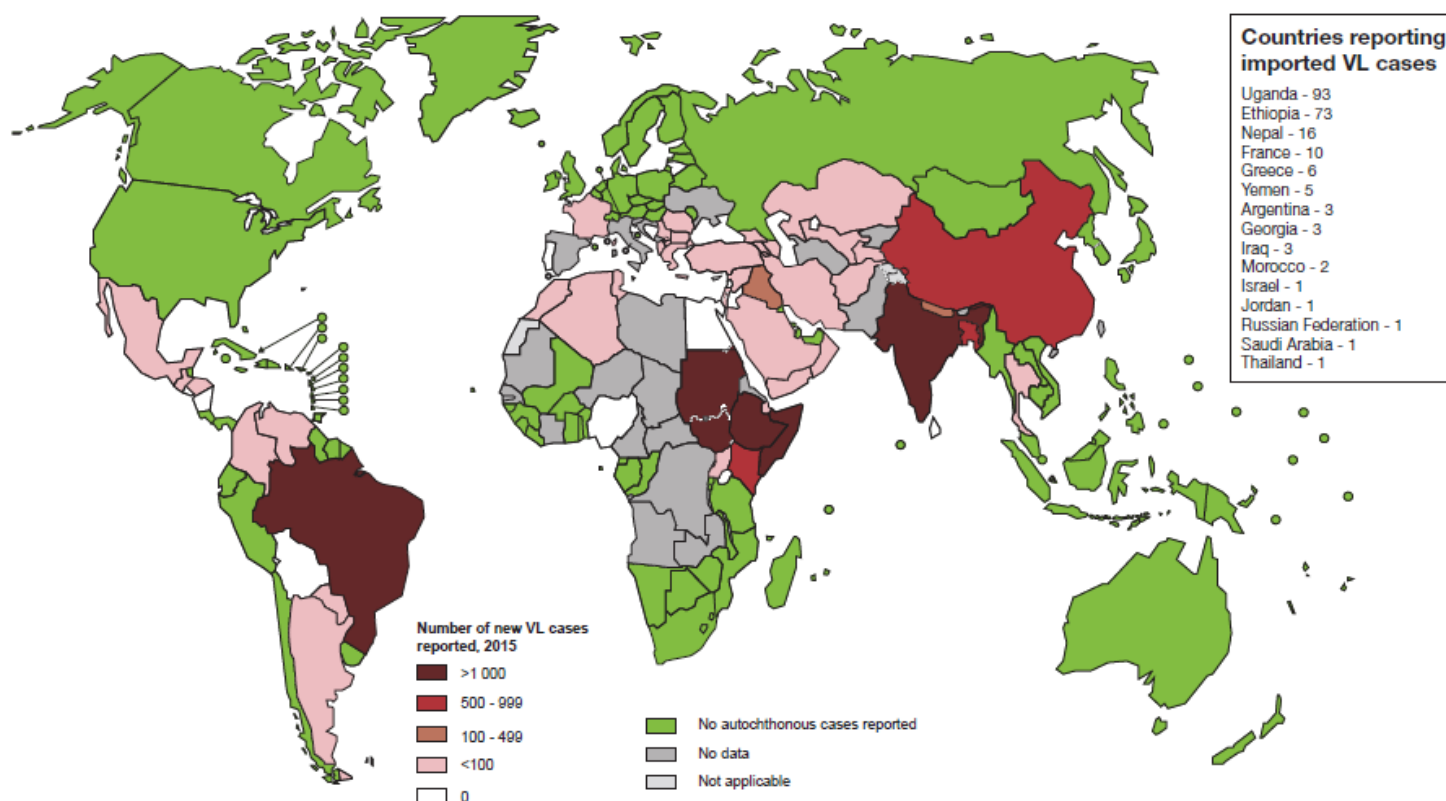 Countries reporting
imported VL cases
Uganda - 93
Ethiopia - 73
Nepal - 16
France - 10
Greece - 6
Yemen - 5
Argentina - 3
Georgia - 3
Iraq - 3
Morocco - 2
Israel - 1
Jordan - 1
Russian Federation - 1
Saudi Arabia - 1
Thailand - 1
Number of new VL cases
reported, 2015
>1 000
500 - 999
100 - 499
<100
0
No autochthonous cases reported
No data
Not applicable